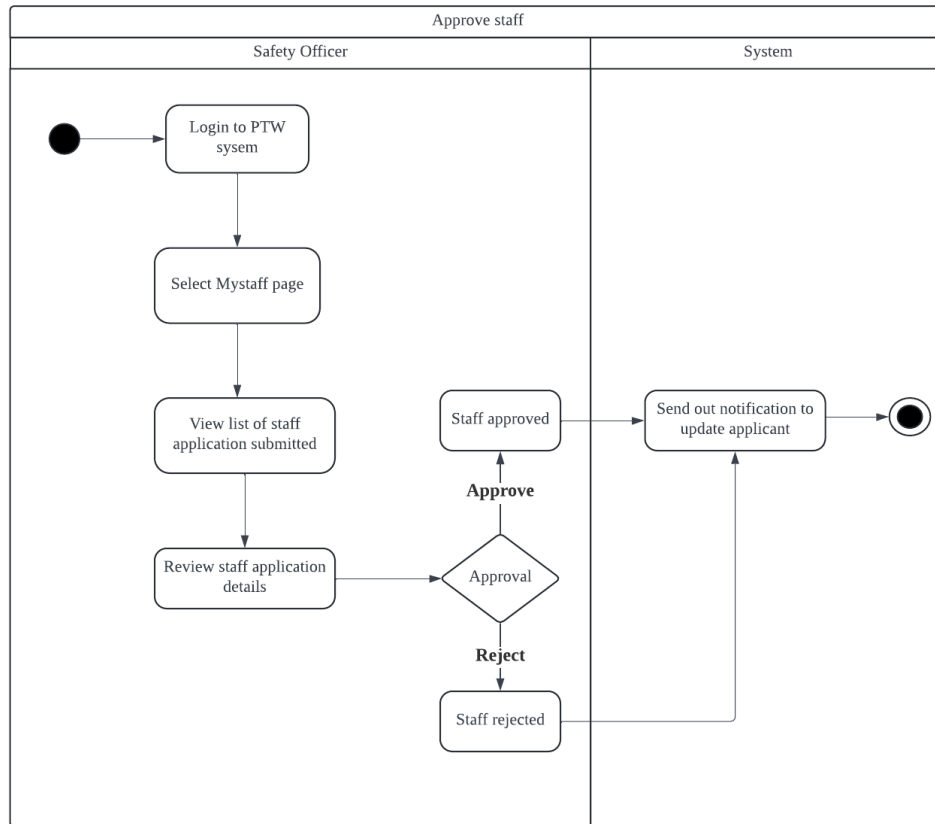 Approve staff
Safety Officer
System
Login to PTW
sysem
Select Mystaff page
View list of staff
application submitted
Review staff application
details
Approval
Approve
Staff approved
Reject
Staff rejected
Send out notification to
update applicant